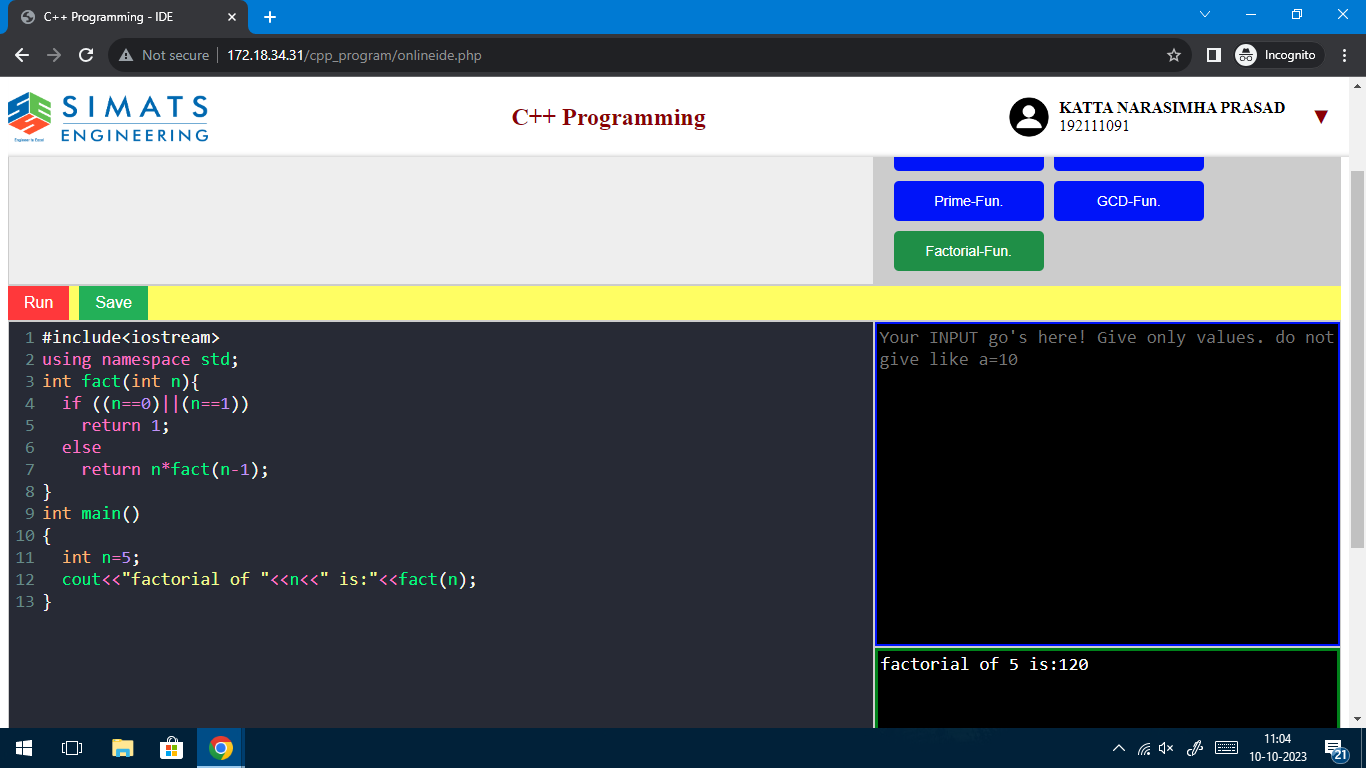 C++ Programming - IDE
Not secure
172.18.34.31/cpp_program/onlineide.php
Incognito
SIMATS
ENGINEERING
Engineer to Excel
C++ Programming
KATTA NARASIMHA PRASAD
192111091
Prime-Fun.
GCD-Fun.
Factorial-Fun.
Run
Save
1 #include<iostream>
2 using namespace std;
3 int fact(int n){
4   if ((n==0)||(n==1))
5     return 1;
6   else
7     return n*fact(n-1);
8 }
9 int main()
10 {
11   int n=5;
12   cout<<"factorial of "<<n<<" is:"<<fact(n);
13 }
Your INPUT go's here! Give only values. do not
give like a=10
factorial of 5 is:120
11:04
10-10-2023
21